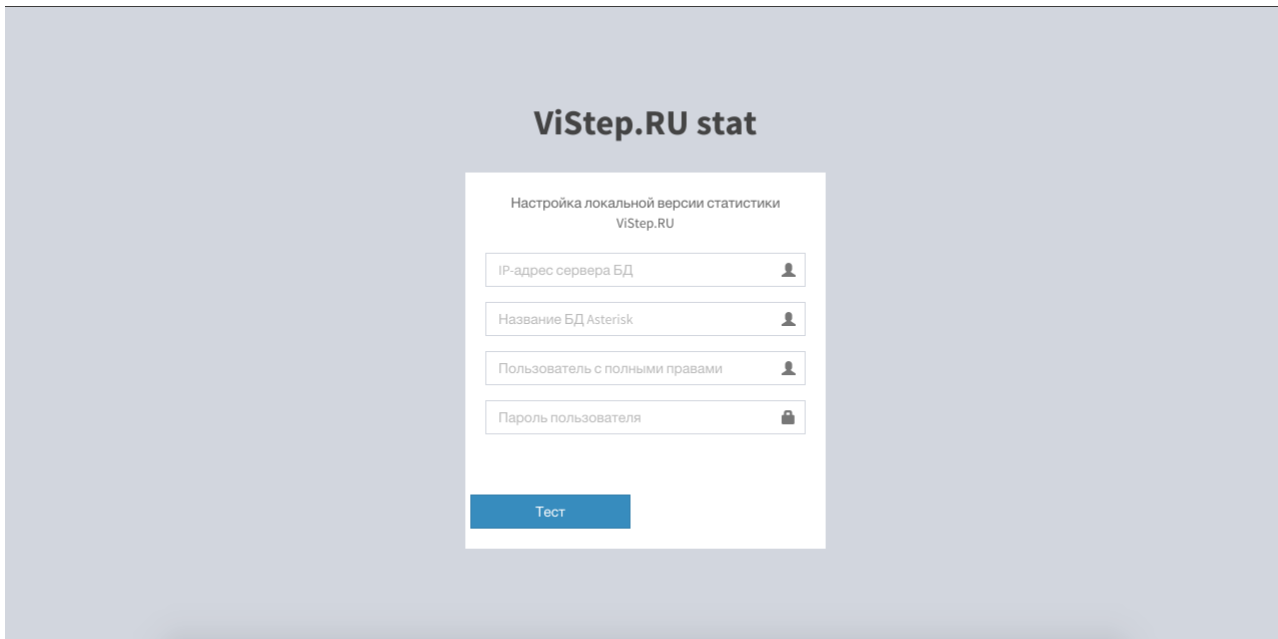 ViStep.RU stat
Настройка локальной версии статистики
ViStep.RU
IP-адрес сервера БД
Название БД Asterisk
Пользователь с полными правами
Пароль пользователя
Тест